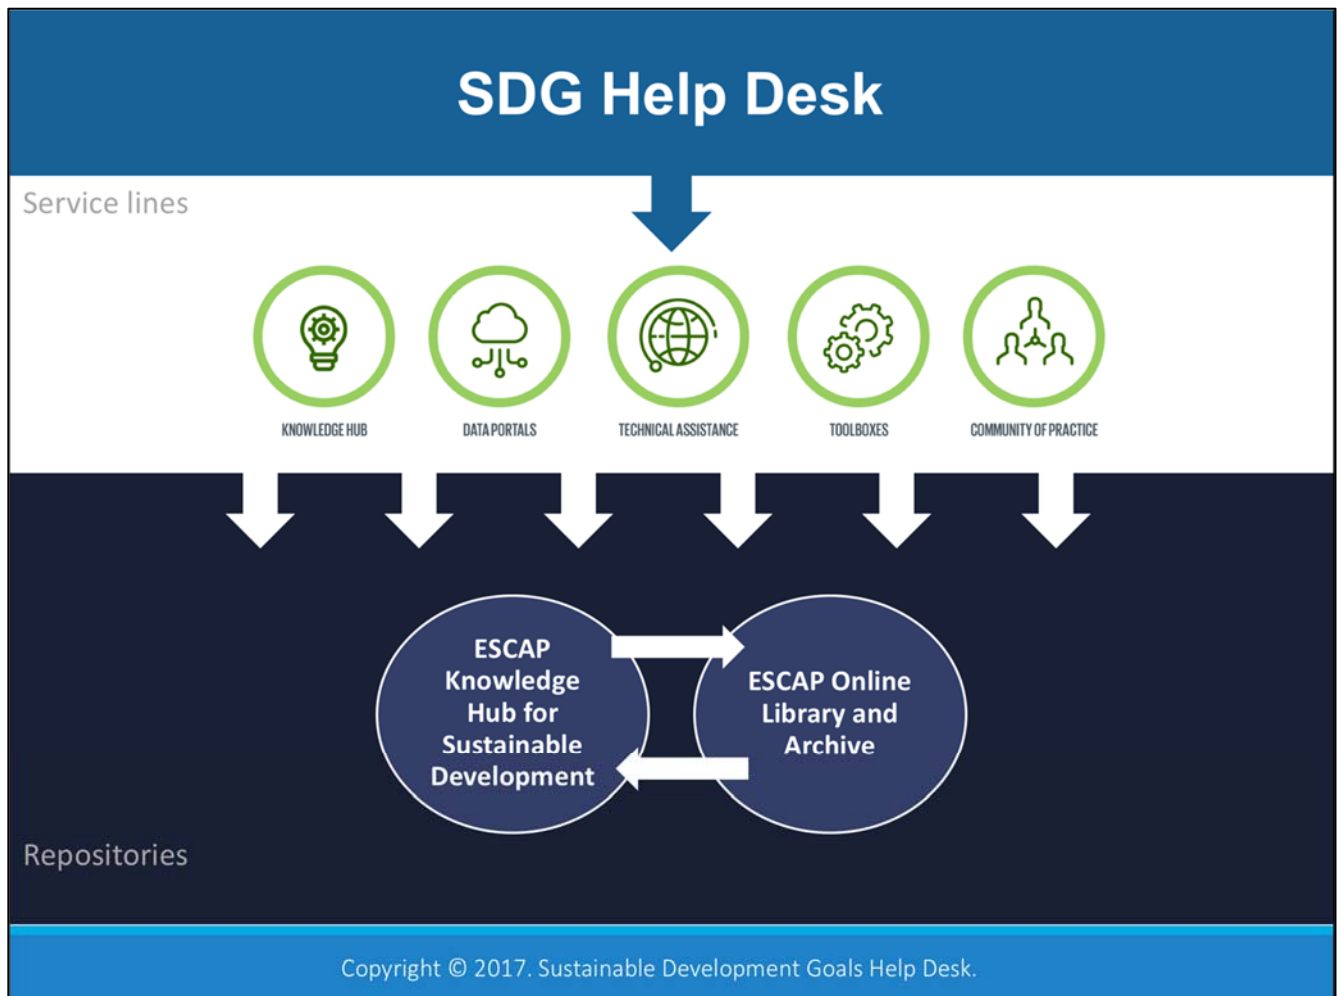 SDG Help Desk
Service lines
KNOWLEDGE HUB
DATA PORTALS
TECHNICAL ASSISTANCE
TOOLBOXES
COMMUNITY OF PRACTICE
ESCAP
Knowledge
Hub for
Sustainable
Development
ESCAP Online
Library and
Archive
Repositories
Copyright © 2017. Sustainable Development Goals Help Desk.